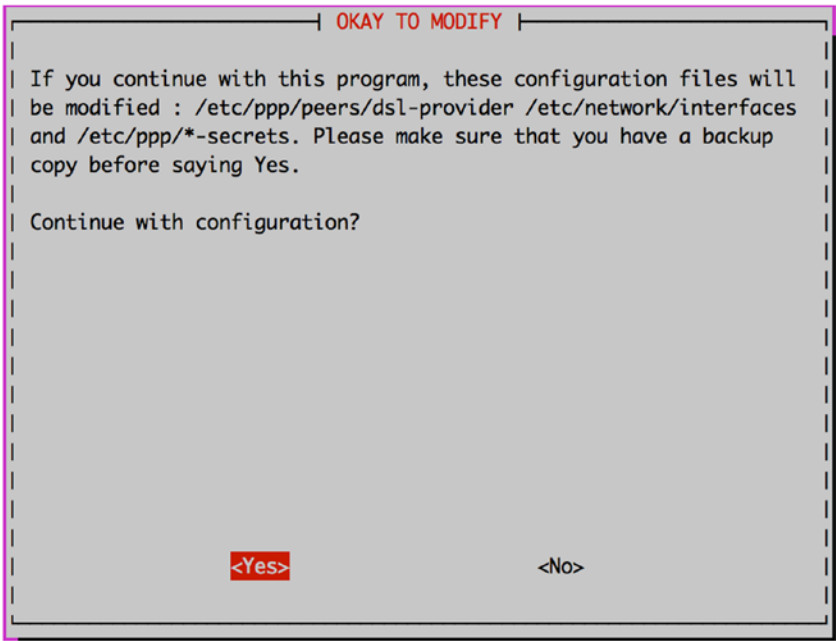 OKAY TO MODIFY
If you continue with this program, these configuration files will
be modified : /etc/ppp/peers/dsl-provider /etc/network/interfaces
and /etc/ppp/*-secrets. Please make sure that you have a backup
copy before saying Yes.
Continue with configuration?
<Yes> <No>